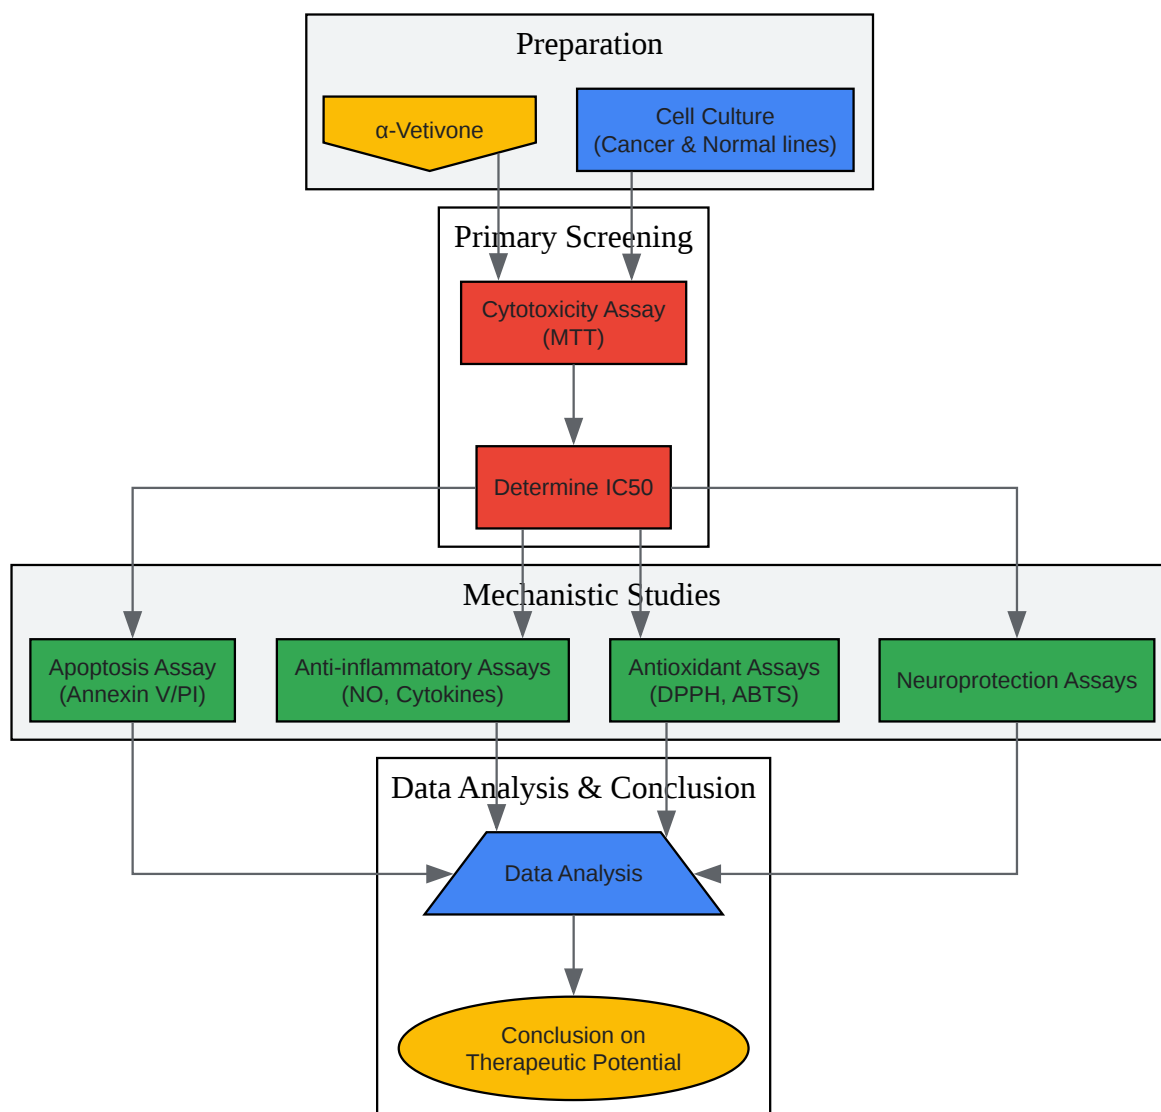 Preparation
α-Vetivone
Cell Culture
(Cancer & Normal lines)
Primary Screening
Cytotoxicity Assay
(MTT)
Determine IC50
Mechanistic Studies
Apoptosis Assay
(Annexin V/PI)
Anti-inflammatory Assays
(NO, Cytokines)
Antioxidant Assays
(DPPH, ABTS)
Neuroprotection Assays
Data Analysis & Conclusion
Data Analysis
Conclusion on
Therapeutic Potential